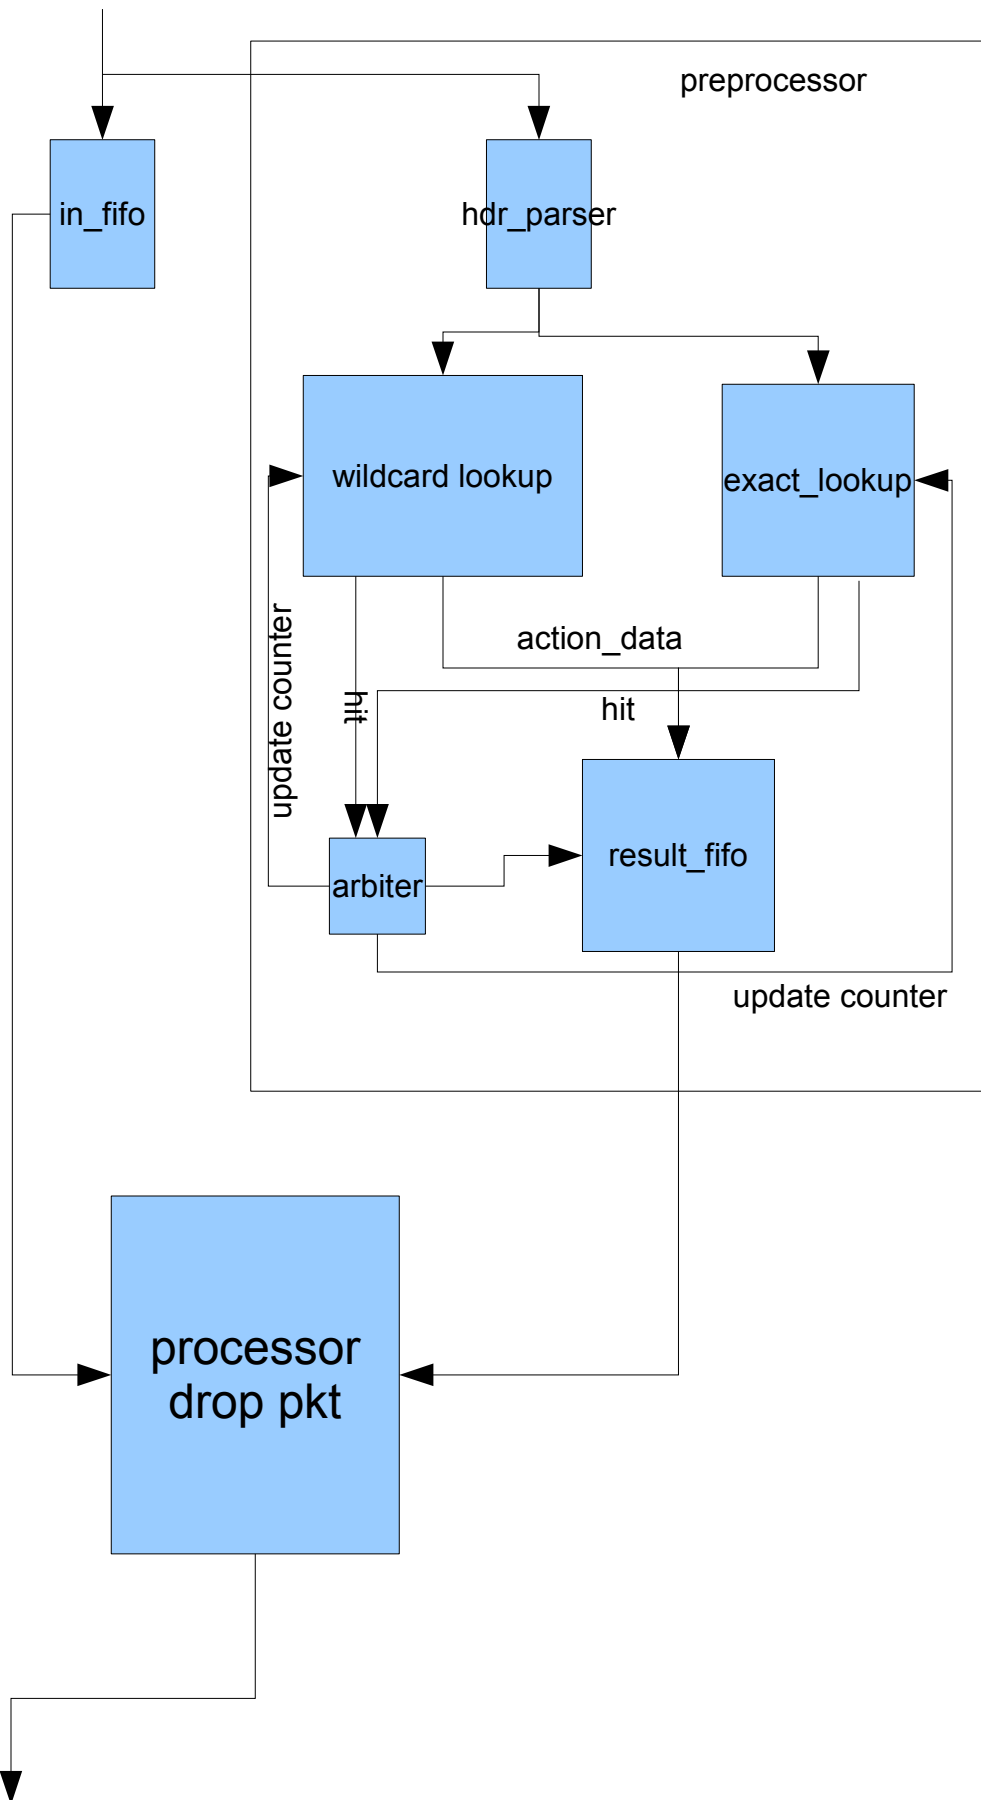 preprocessor
in_fifo
hdr_parser
wildcard lookup
exact_lookup
update counter
hit
action_data
hit
result_fifo
arbiter
update counter
processor
drop pkt